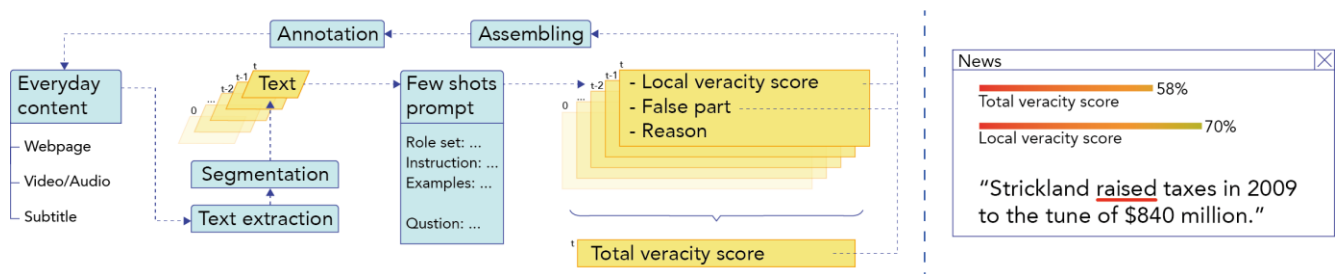 Annotation
Assembling
Everyday
content
Webpage
Video/Audio
Subtitle
0
...
t-2
t-1
t
Text
Segmentation
Text extraction
Few shots
prompt
Role set: ...
Instruction: ...
Examples: ...
Qustion: ...
0
...
t-2
t-1
t
- Local veracity score
- False part
- Reason
t
Total veracity score
News
58%
Total veracity score
70%
Local veracity score
“Strickland raised taxes in 2009
to the tune of $840 million.”